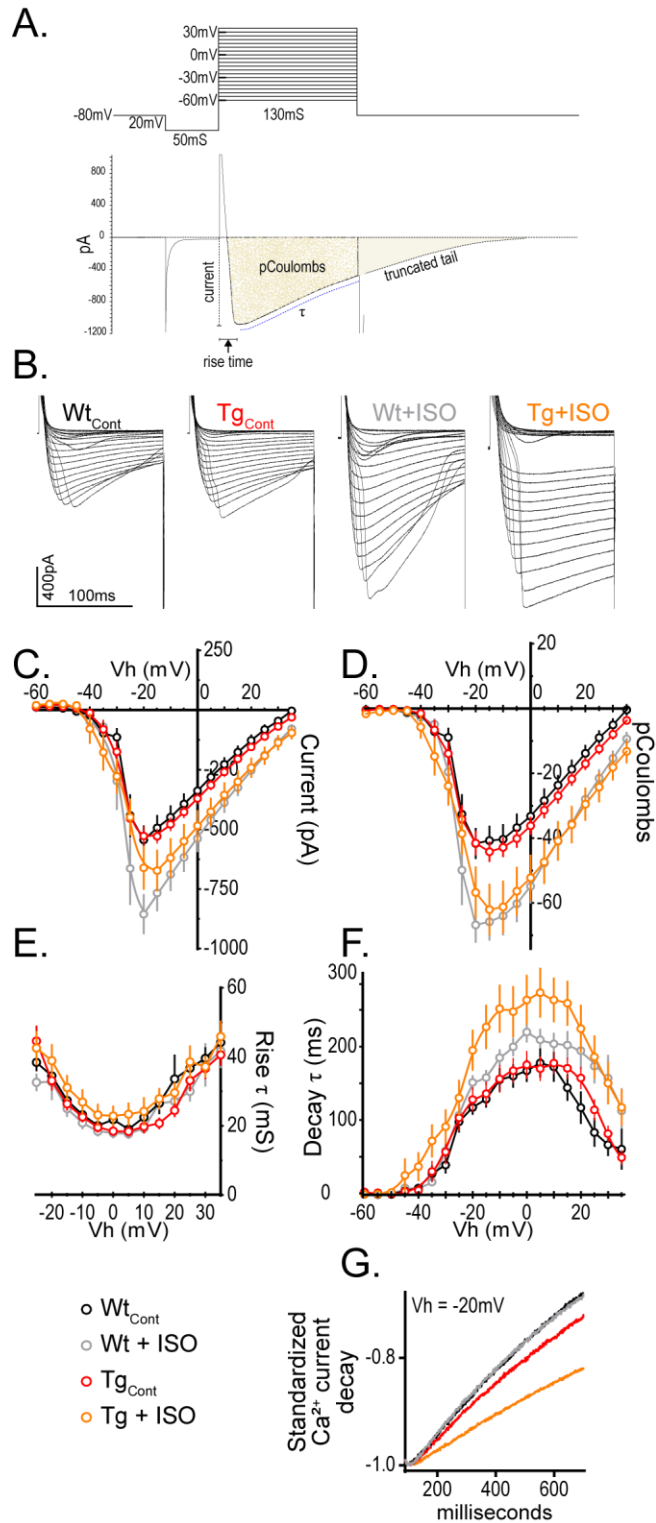 A.
30mV
0mV
-30mV
-60mV
-80mV
20mV
50mS
130mS
800
400
0
-400
-800
-1200
pA
current
pCoulombs
truncated tail
τ
rise time
B.
WtCont
TgCont
Wt+ISO
Tg+ISO
400pA
100ms
C.
Vh (mV)
-60 -40 -20 0 20
250
-250
-500
-750
-1000
Current (pA)
D.
Vh (mV)
-60 -40 -20 0 20
20
-20
-40
-60
pCoulombs
E.
60
40
20
0
Rise τ (mS)
-20 -10 0 10 20 30
Vh (mV)
F.
300
200
100
0
Decay τ (ms)
-60 -40 -20 0 20
Vh (mV)
WtCont
Wt + ISO
TgCont
Tg + ISO
G.
Vh = -20mV
-0.8
-1.0
Standardized
Ca²⁺ current
decay
200 400 600
milliseconds